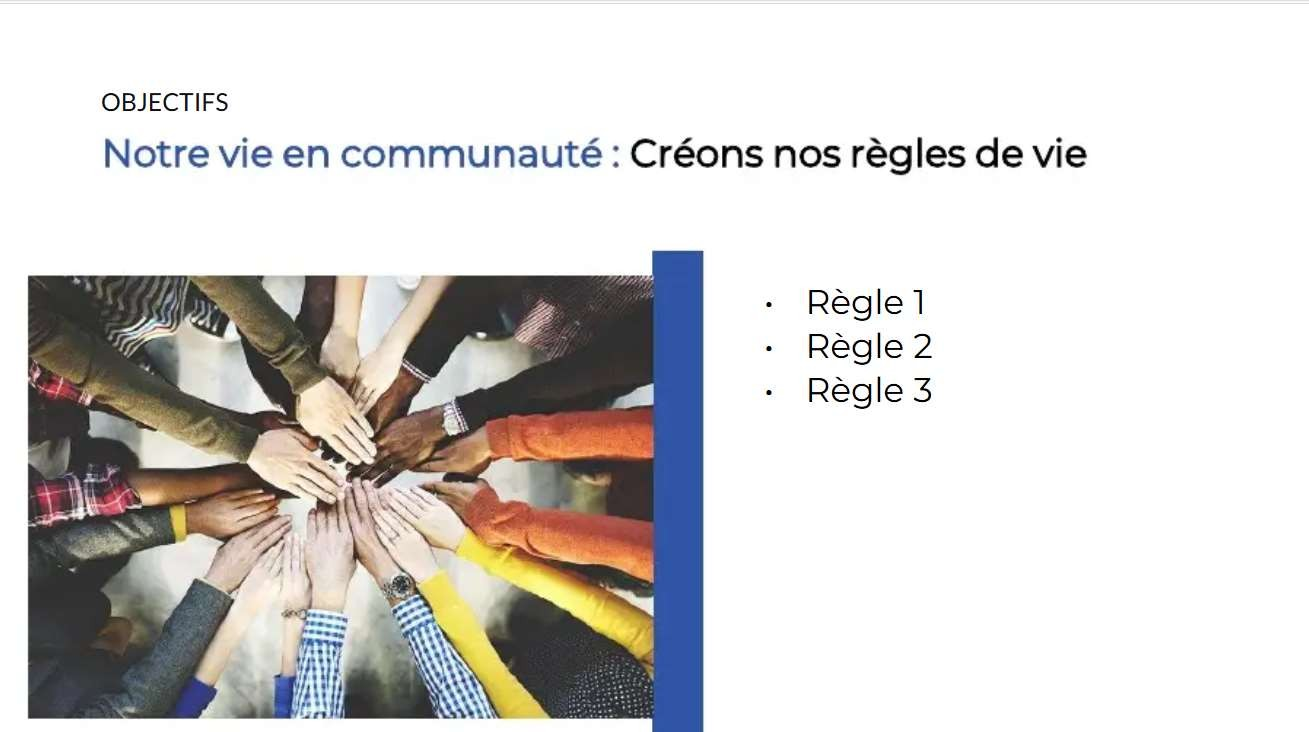 OBJECTIFS
Notre vie en communauté : Créons nos règles de vie
• Règle 1
• Règle 2
• Règle 3